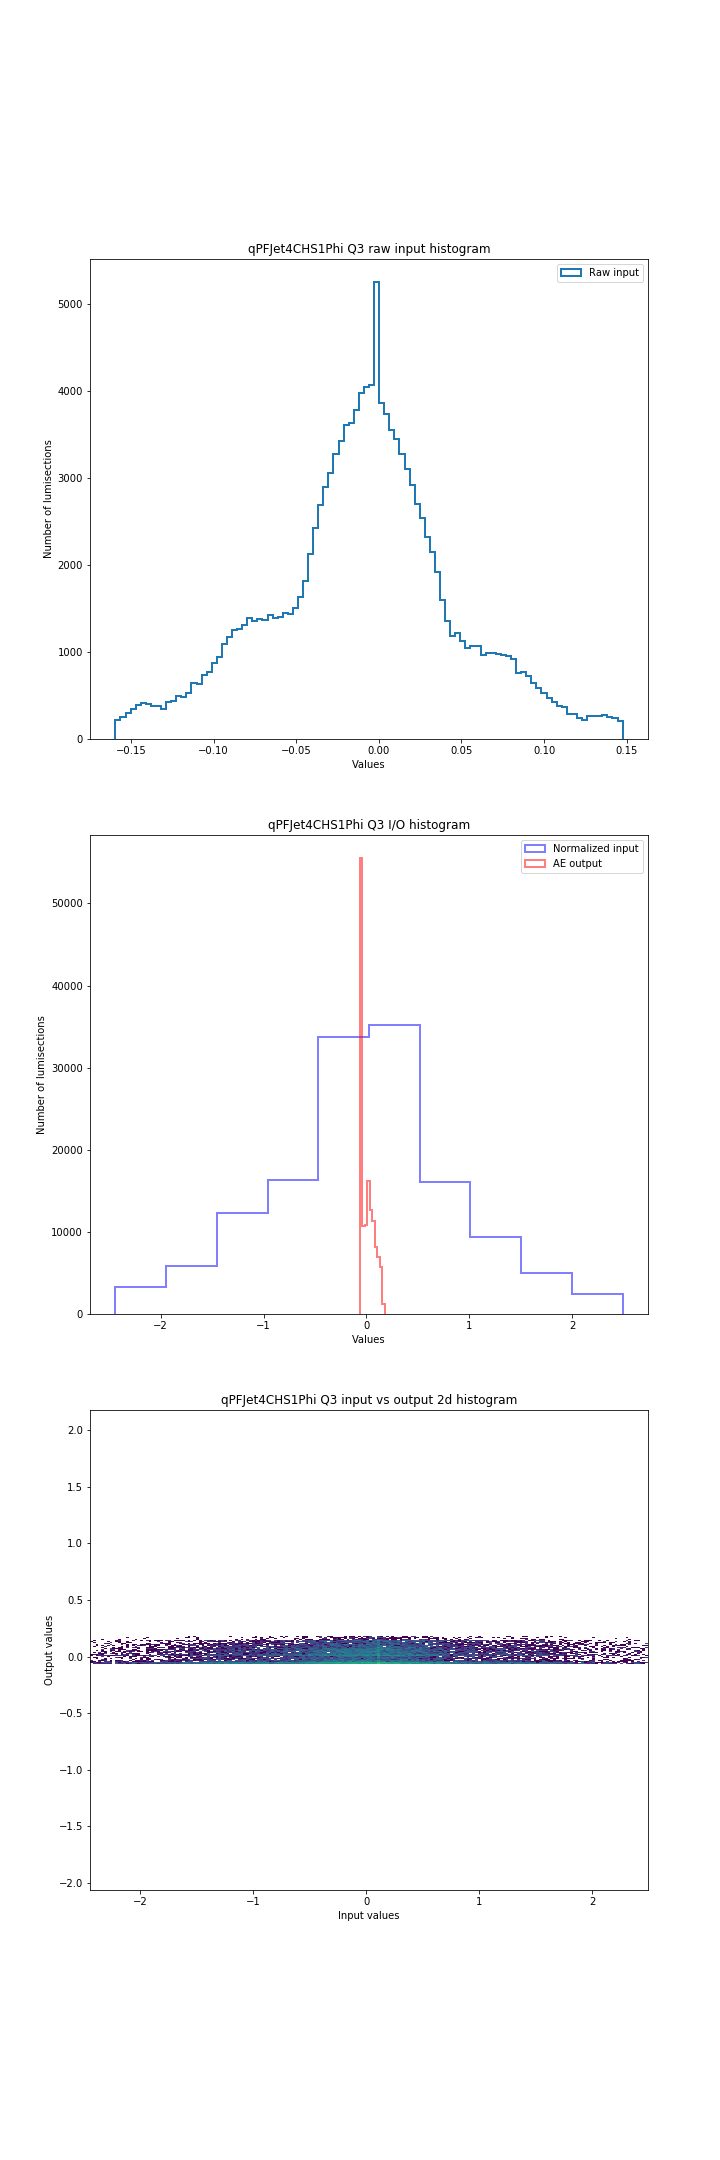 qPFJet4CHS1Phi Q3 raw input histogram
Raw input
5000
4000
3000
2000
1000
0
Number of lumisections
−0.15 −0.10 −0.05 0.00 0.05 0.10 0.15
Values
qPFJet4CHS1Phi Q3 I/O histogram
Normalized input
AE output
50000
40000
30000
20000
10000
0
Number of lumisections
−2 −1 0 1 2
Values
qPFJet4CHS1Phi Q3 input vs output 2d histogram
2.0
1.5
1.0
0.5
0.0
−0.5
−1.0
−1.5
−2.0
Output values
−2 −1 0 1 2
Input values